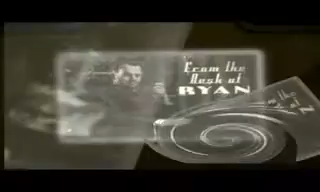 From the
Desk of
RYAN